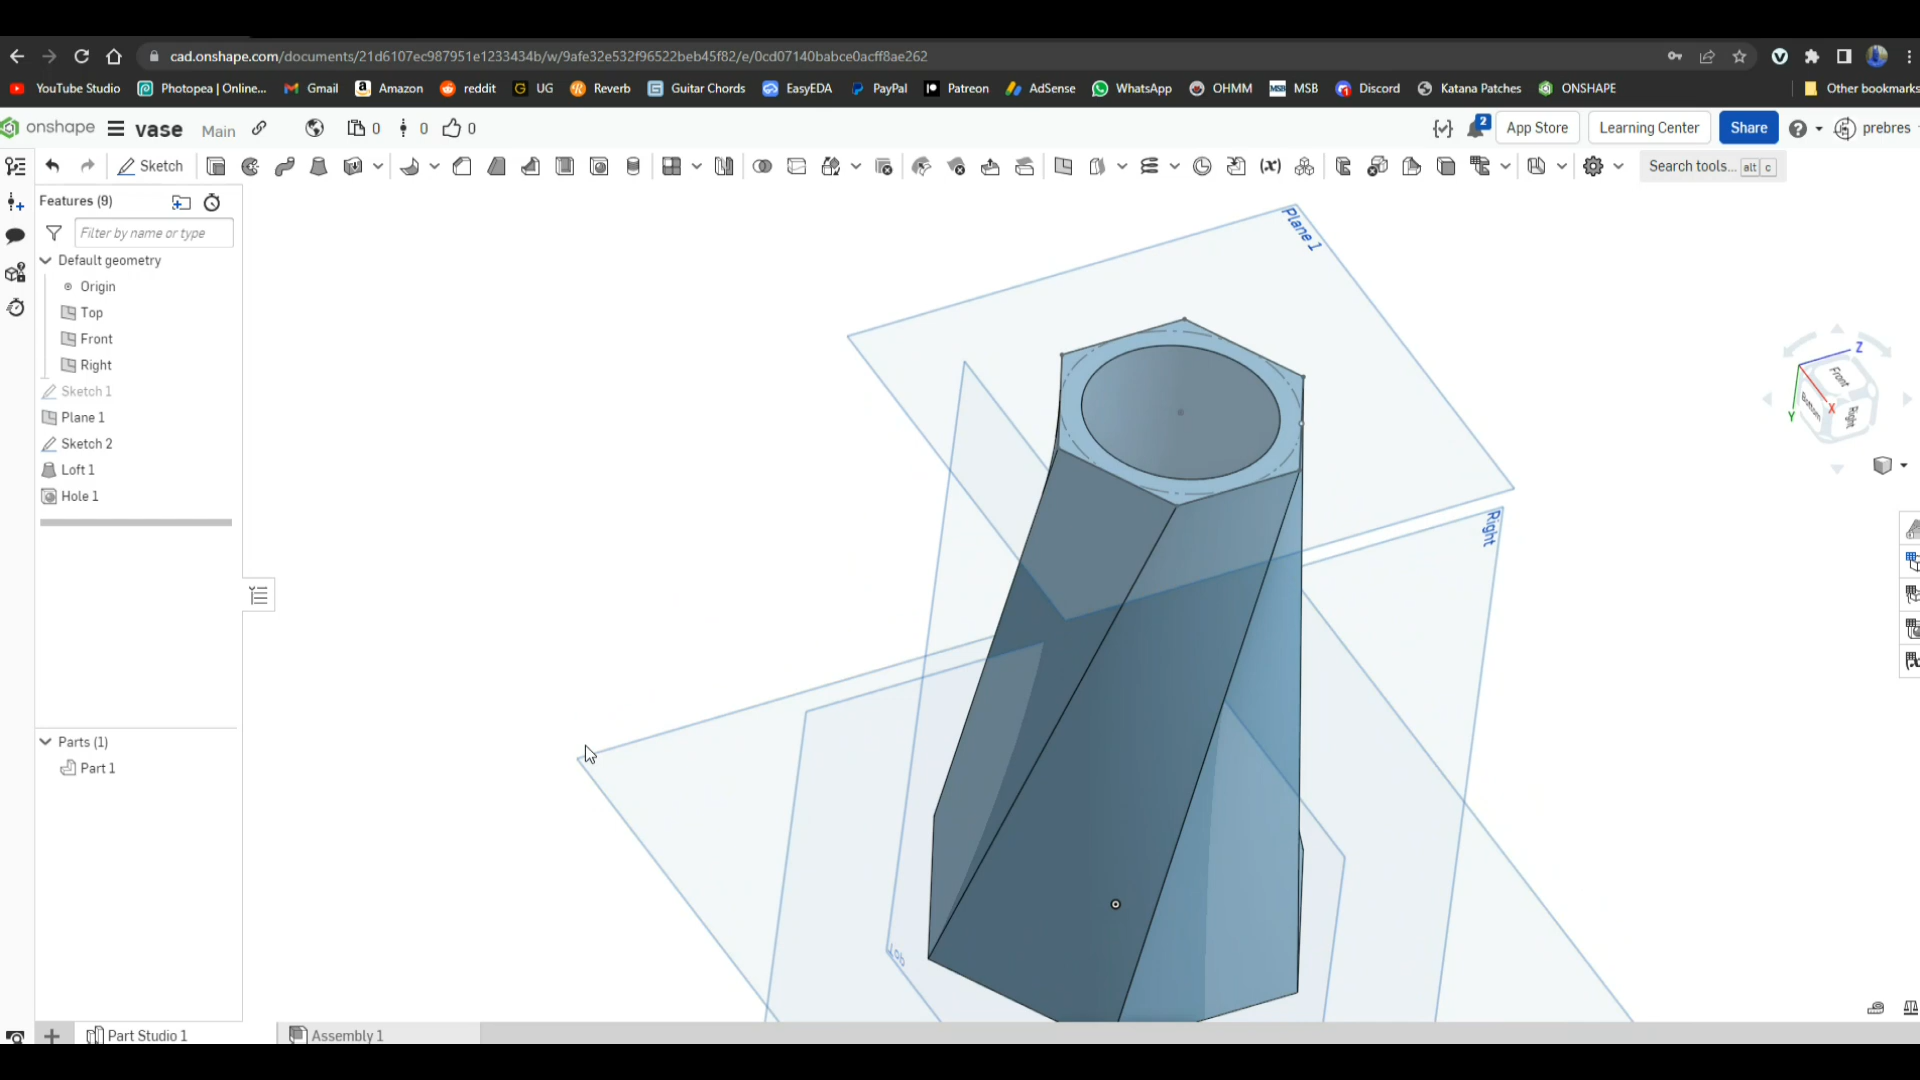 cad.onshape.com/documents/21d6107ec987951e1233434b/w/9afe32e532f96522beb45f82/e/0cd07140babce0acff8ae262
YouTube Studio Photopea | Online... Gmail Amazon reddit UG Reverb Guitar Chords EasyEDA PayPal Patreon AdSense WhatsApp OHMM MSB Discord Katana Patches ONSHAPE Other bookmarks
onshape vase Main 0 0 0 2 App Store Learning Center Share prebres
Sketch Search tools... alt c
Features (9)
Filter by name or type
Default geometry
Origin
Top
Front
Right
Sketch 1
Plane 1
Sketch 2
Loft 1
Hole 1
Parts (1)
Part 1
Plane 1
Right
Top
Z
Front
Bottom
Right
X
Y
Part Studio 1 Assembly 1